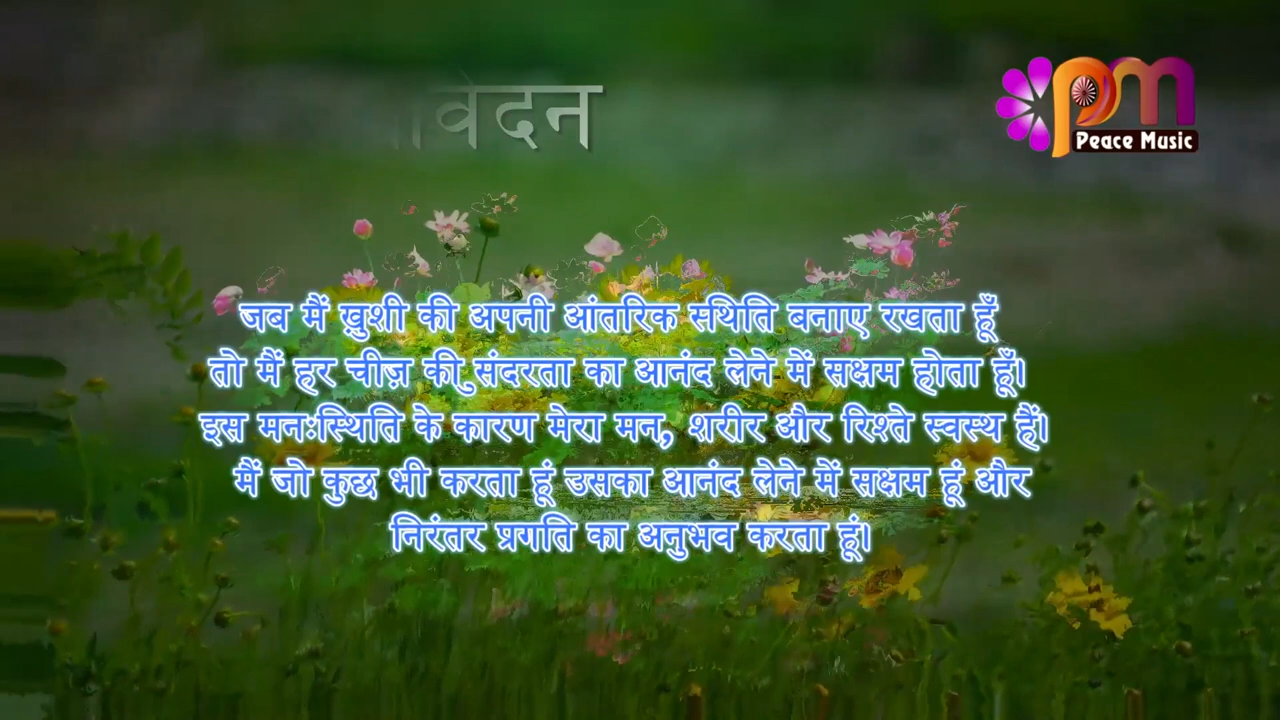 pm
Peace Music
जब मैं ख़ुशी की अपनी आंतरिक स्थिति बनाए रखता हूँ
तो मैं हर चीज़ की ुसंदरता का आनंद लेने में सक्षम होता हूँ।
इस मनःस्थिति के कारण मेरा मन, शरीर और रिश्ते स्वस्थ हैं।
मैं जो कुछ भी करता हूं उसका आनंद लेने में सक्षम हूं और
निरंतर प्रगति का अनुभव करता हूं।